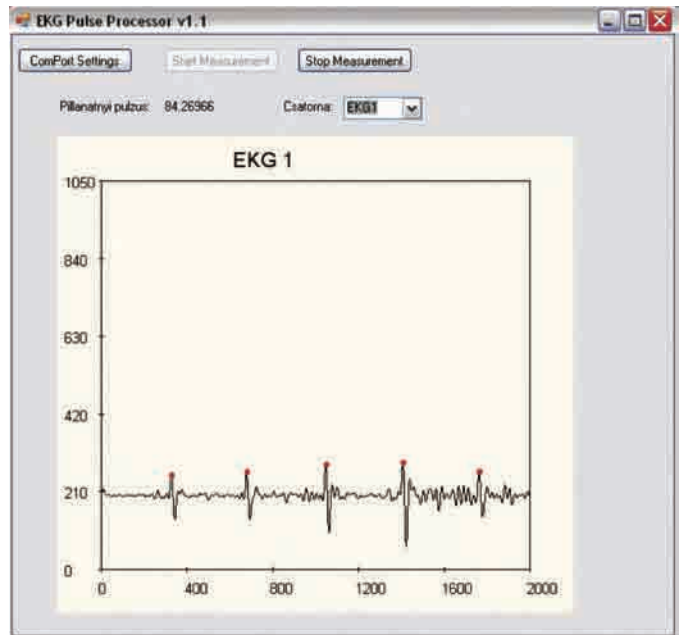 EKG Pulse Processor v1.1
ComPort Settings Start Measurement Stop Measurement
Pillanatnyi pulzus: 84.26966 Csatorna: EKG1
EKG 1
1050
840
630
420
210
0
0 400 800 1200 1600 2000